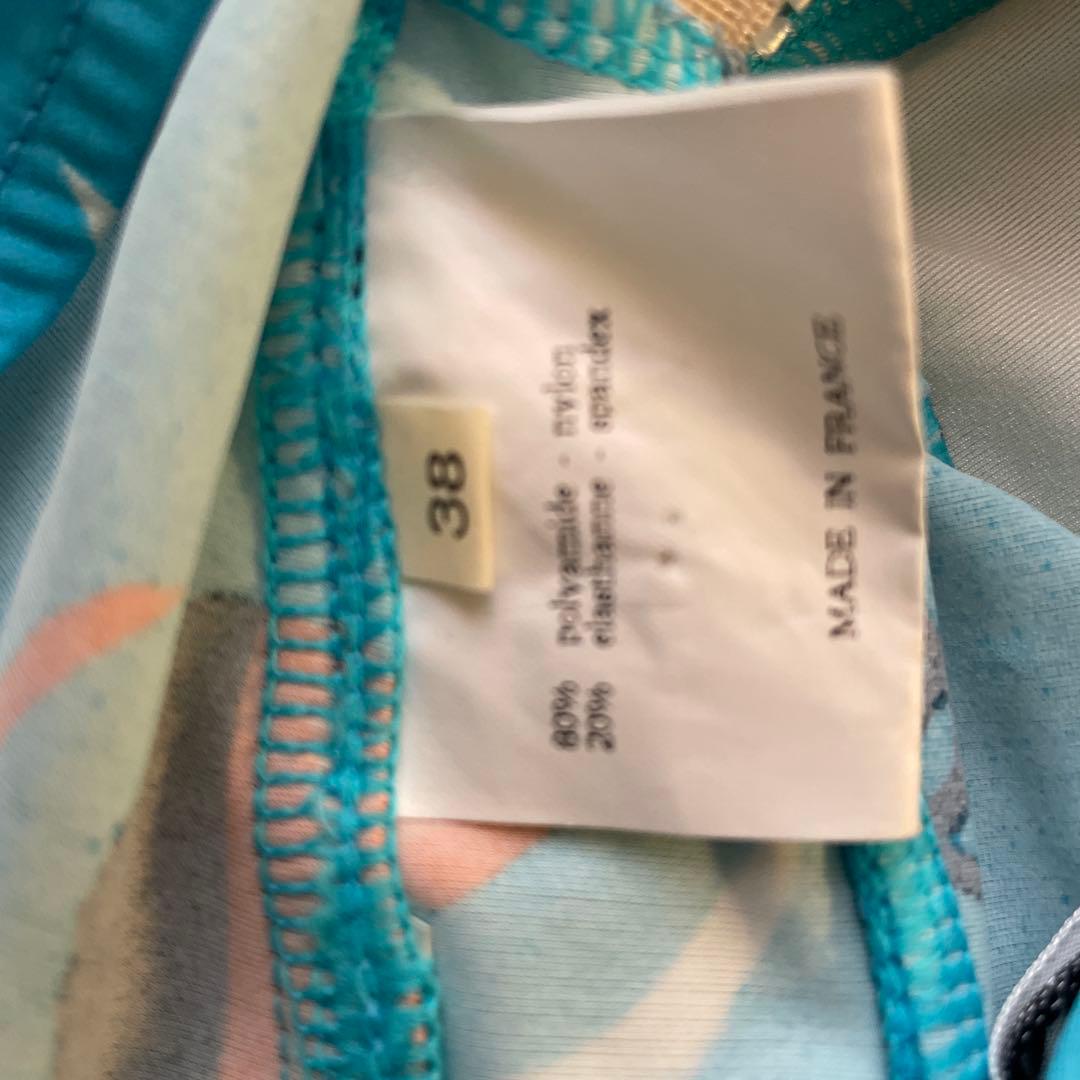 38
80% polyamide - nylon
20% elasthanne - spandex
MADE IN FRANCE